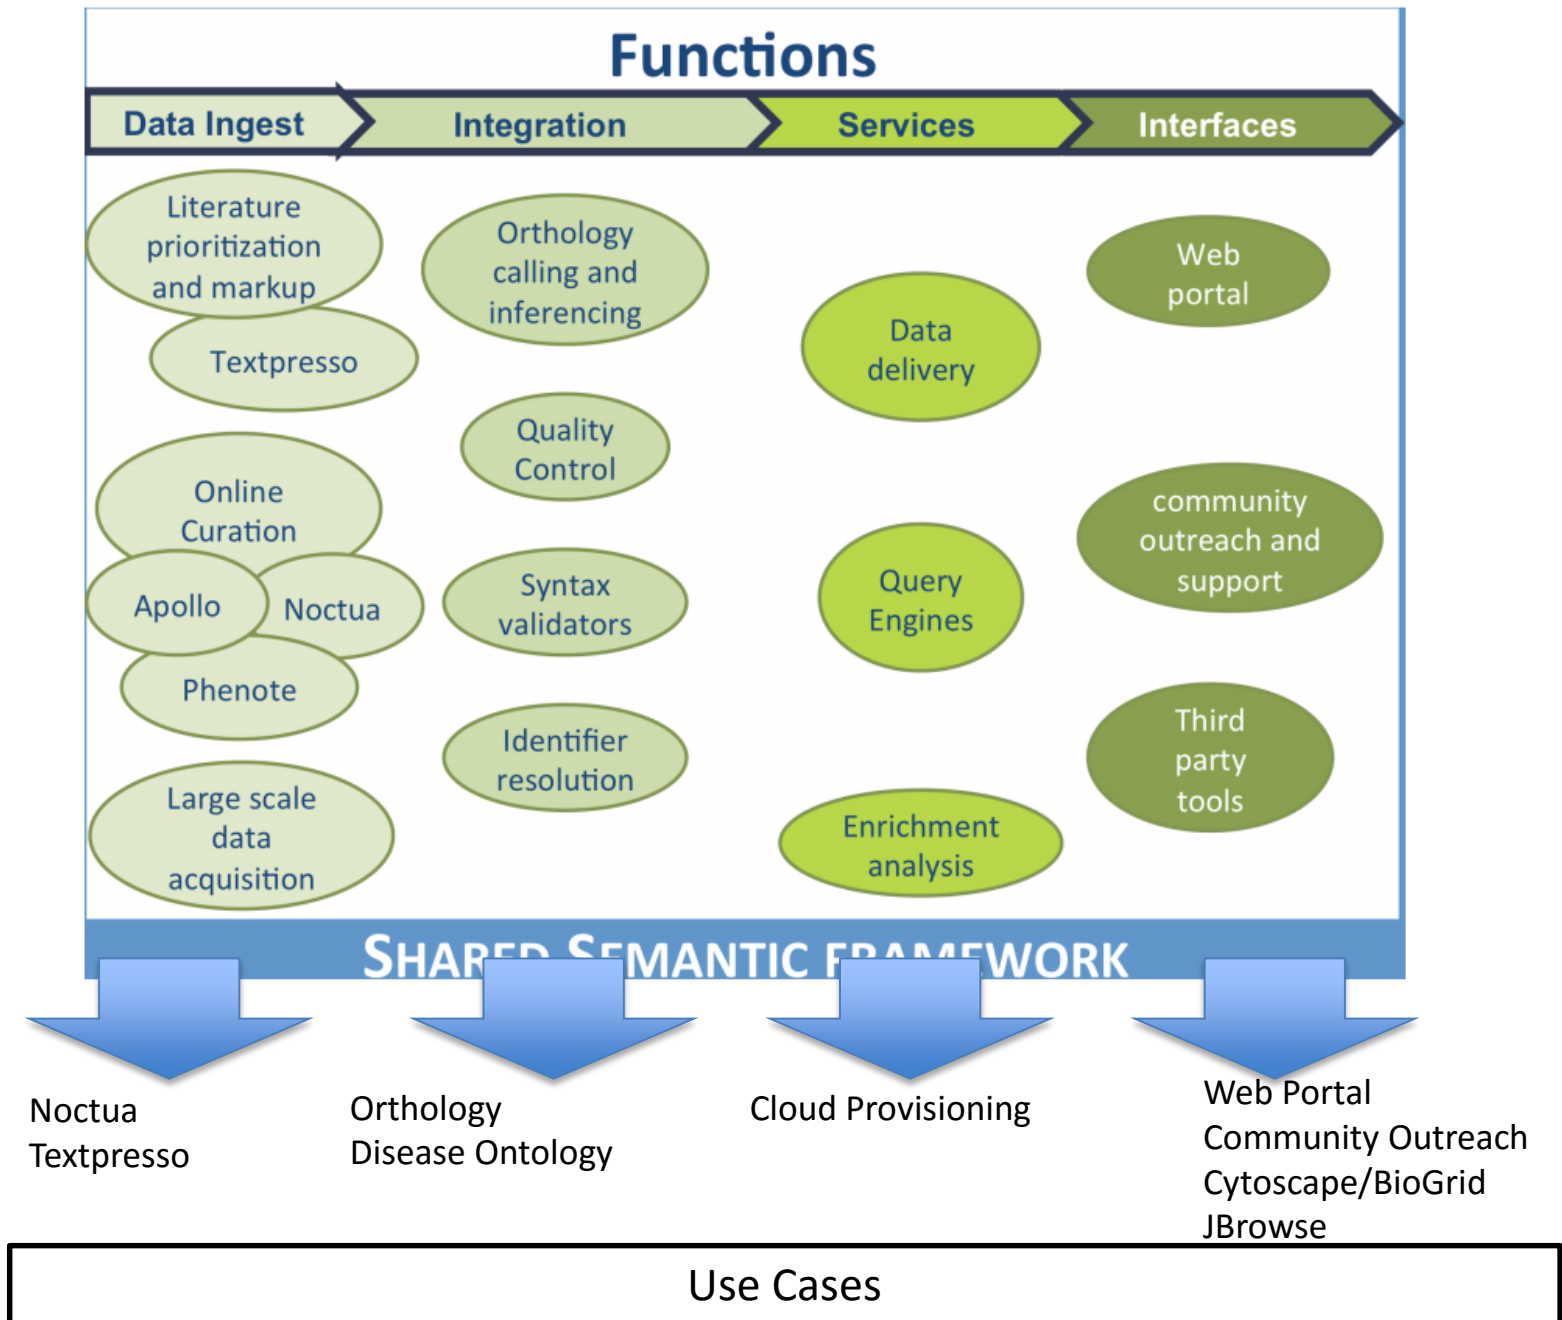 Functions
Data Ingest
Integration
Services
Interfaces
Literature
prioritization
and markup
Textpresso
Online
Curation
Apollo
Noctua
Phenote
Large scale
data
acquisition
Orthology
calling and
inferencing
Quality
Control
Syntax
validators
Identifier
resolution
Data
delivery
Query
Engines
Enrichment
analysis
Web
portal
community
outreach and
support
Third
party
tools
SHARED SEMANTIC FRAMEWORK
Noctua
Textpresso
Orthology
Disease Ontology
Cloud Provisioning
Web Portal
Community Outreach
Cytoscape/BioGrid
JBrowse
Use Cases